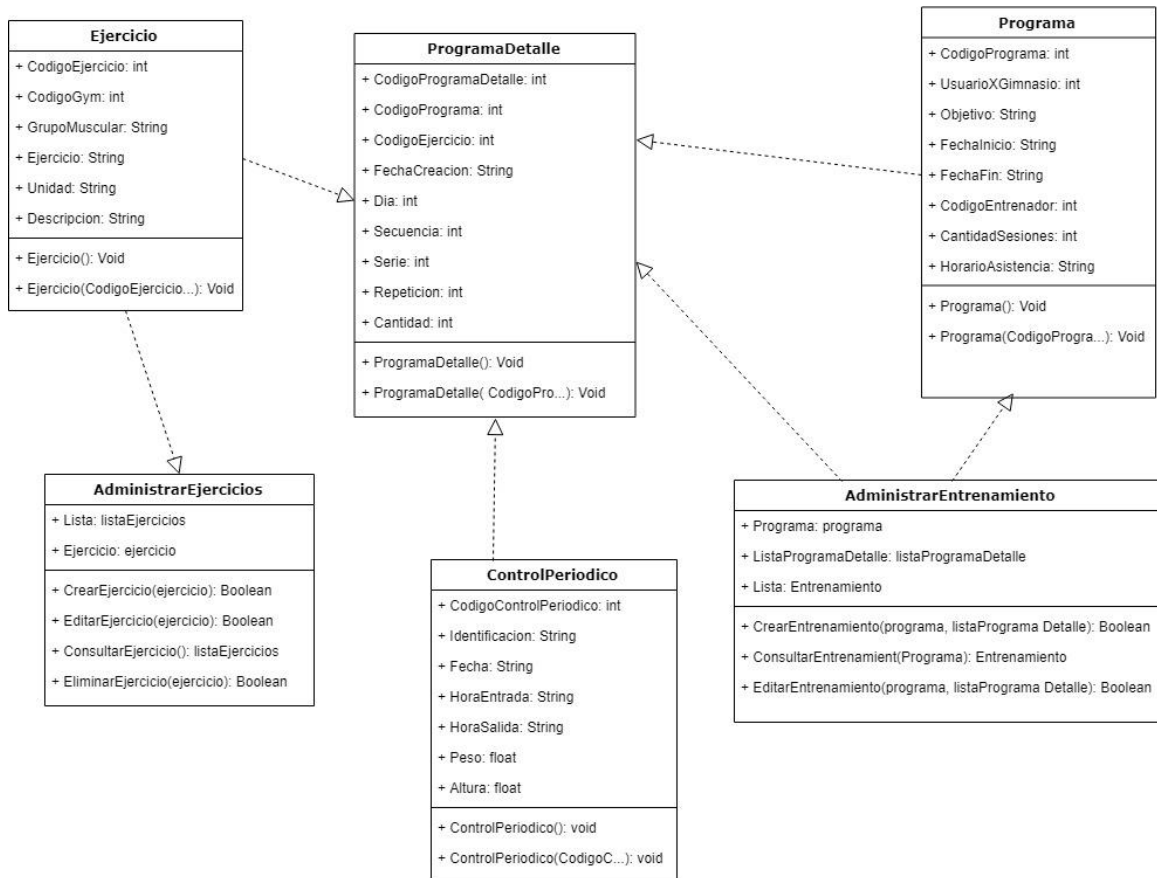 Ejercicio
+ CodigoEjercicio: int
+ CodigoGym: int
+ GrupoMuscular: String
+ Ejercicio: String
+ Unidad: String
+ Descripcion: String
+ Ejercicio(): Void
+ Ejercicio(CodigoEjercicio...): Void
ProgramaDetalle
+ CodigoProgramaDetalle: int
+ CodigoPrograma: int
+ CodigoEjercicio: int
+ FechaCreacion: String
+ Dia: int
+ Secuencia: int
+ Serie: int
+ Repeticion: int
+ Cantidad: int
+ ProgramaDetalle(): Void
+ ProgramaDetalle( CodigoPro...): Void
Programa
+ CodigoPrograma: int
+ UsuarioXGimnasio: int
+ Objetivo: String
+ FechaInicio: String
+ FechaFin: String
+ CodigoEntrenador: int
+ CantidadSesiones: int
+ HorarioAsistencia: String
+ Programa(): Void
+ Programa(CodigoProgra...): Void
AdministrarEjercicios
+ Lista: listaEjercicios
+ Ejercicio: ejercicio
+ CrearEjercicio(ejercicio): Boolean
+ EditarEjercicio(ejercicio): Boolean
+ ConsultarEjercicio(): listaEjercicios
+ EliminarEjercicio(ejercicio): Boolean
ControlPeriodico
+ CodigoControlPeriodico: int
+ Identificacion: String
+ Fecha: String
+ HoraEntrada: String
+ HoraSalida: String
+ Peso: float
+ Altura: float
+ ControlPeriodico(): void
+ ControlPeriodico(CodigoC...): void
AdministrarEntrenamiento
+ Programa: programa
+ ListaProgramaDetalle: listaProgramaDetalle
+ Lista: Entrenamiento
+ CrearEntrenamiento(programa, listaPrograma Detalle): Boolean
+ ConsultarEntrenamient(Programa): Entrenamiento
+ EditarEntrenamiento(programa, listaPrograma Detalle): Boolean